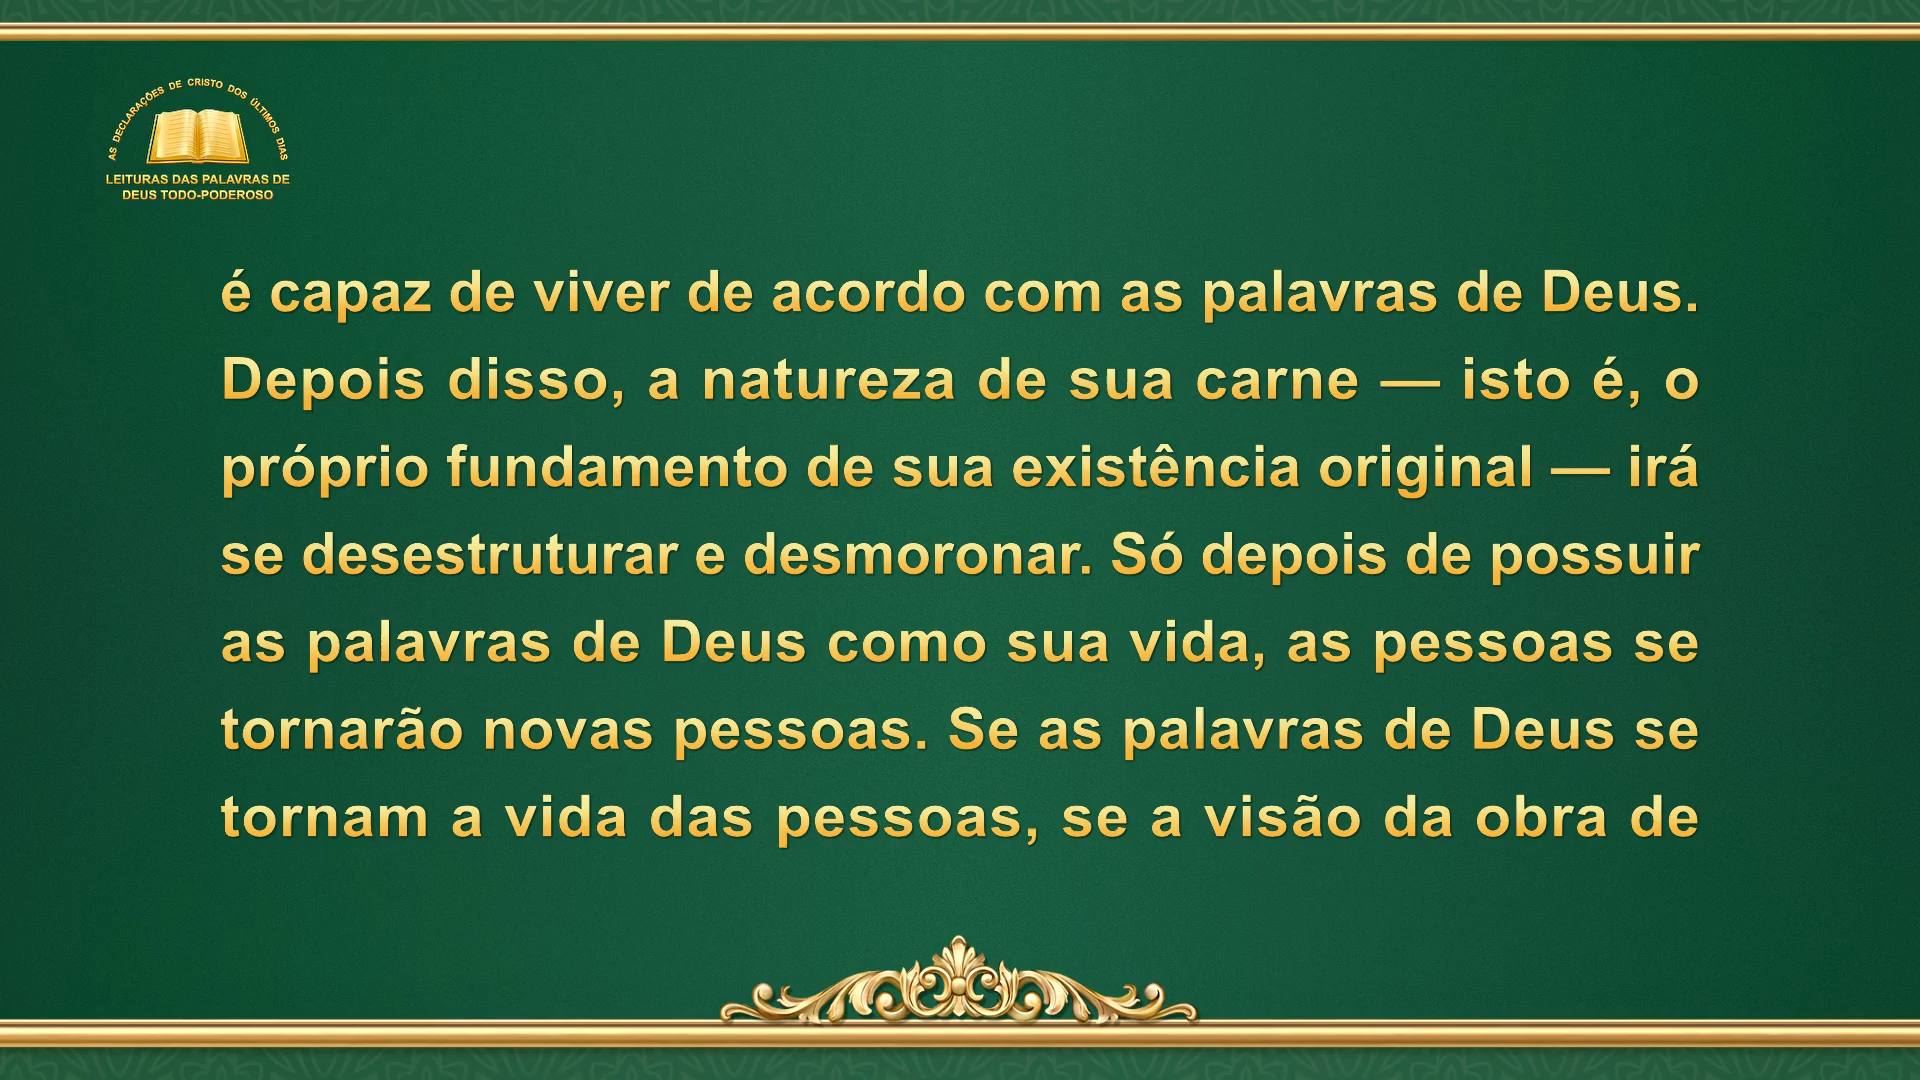 AS DECLARAÇÕES DE CRISTO DOS ÚLTIMOS DIAS
LEITURAS DAS PALAVRAS DE
DEUS TODO-PODEROSO
é capaz de viver de acordo com as palavras de Deus.
Depois disso, a natureza de sua carne — isto é, o
próprio fundamento de sua existência original — irá
se desestruturar e desmoronar. Só depois de possuir
as palavras de Deus como sua vida, as pessoas se
tornarão novas pessoas. Se as palavras de Deus se
tornam a vida das pessoas, se a visão da obra de